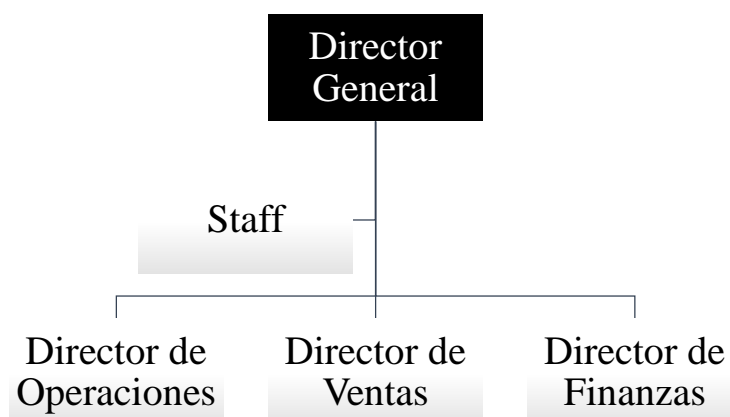 Director
General
Staff
Director de
Operaciones
Director de
Ventas
Director de
Finanzas